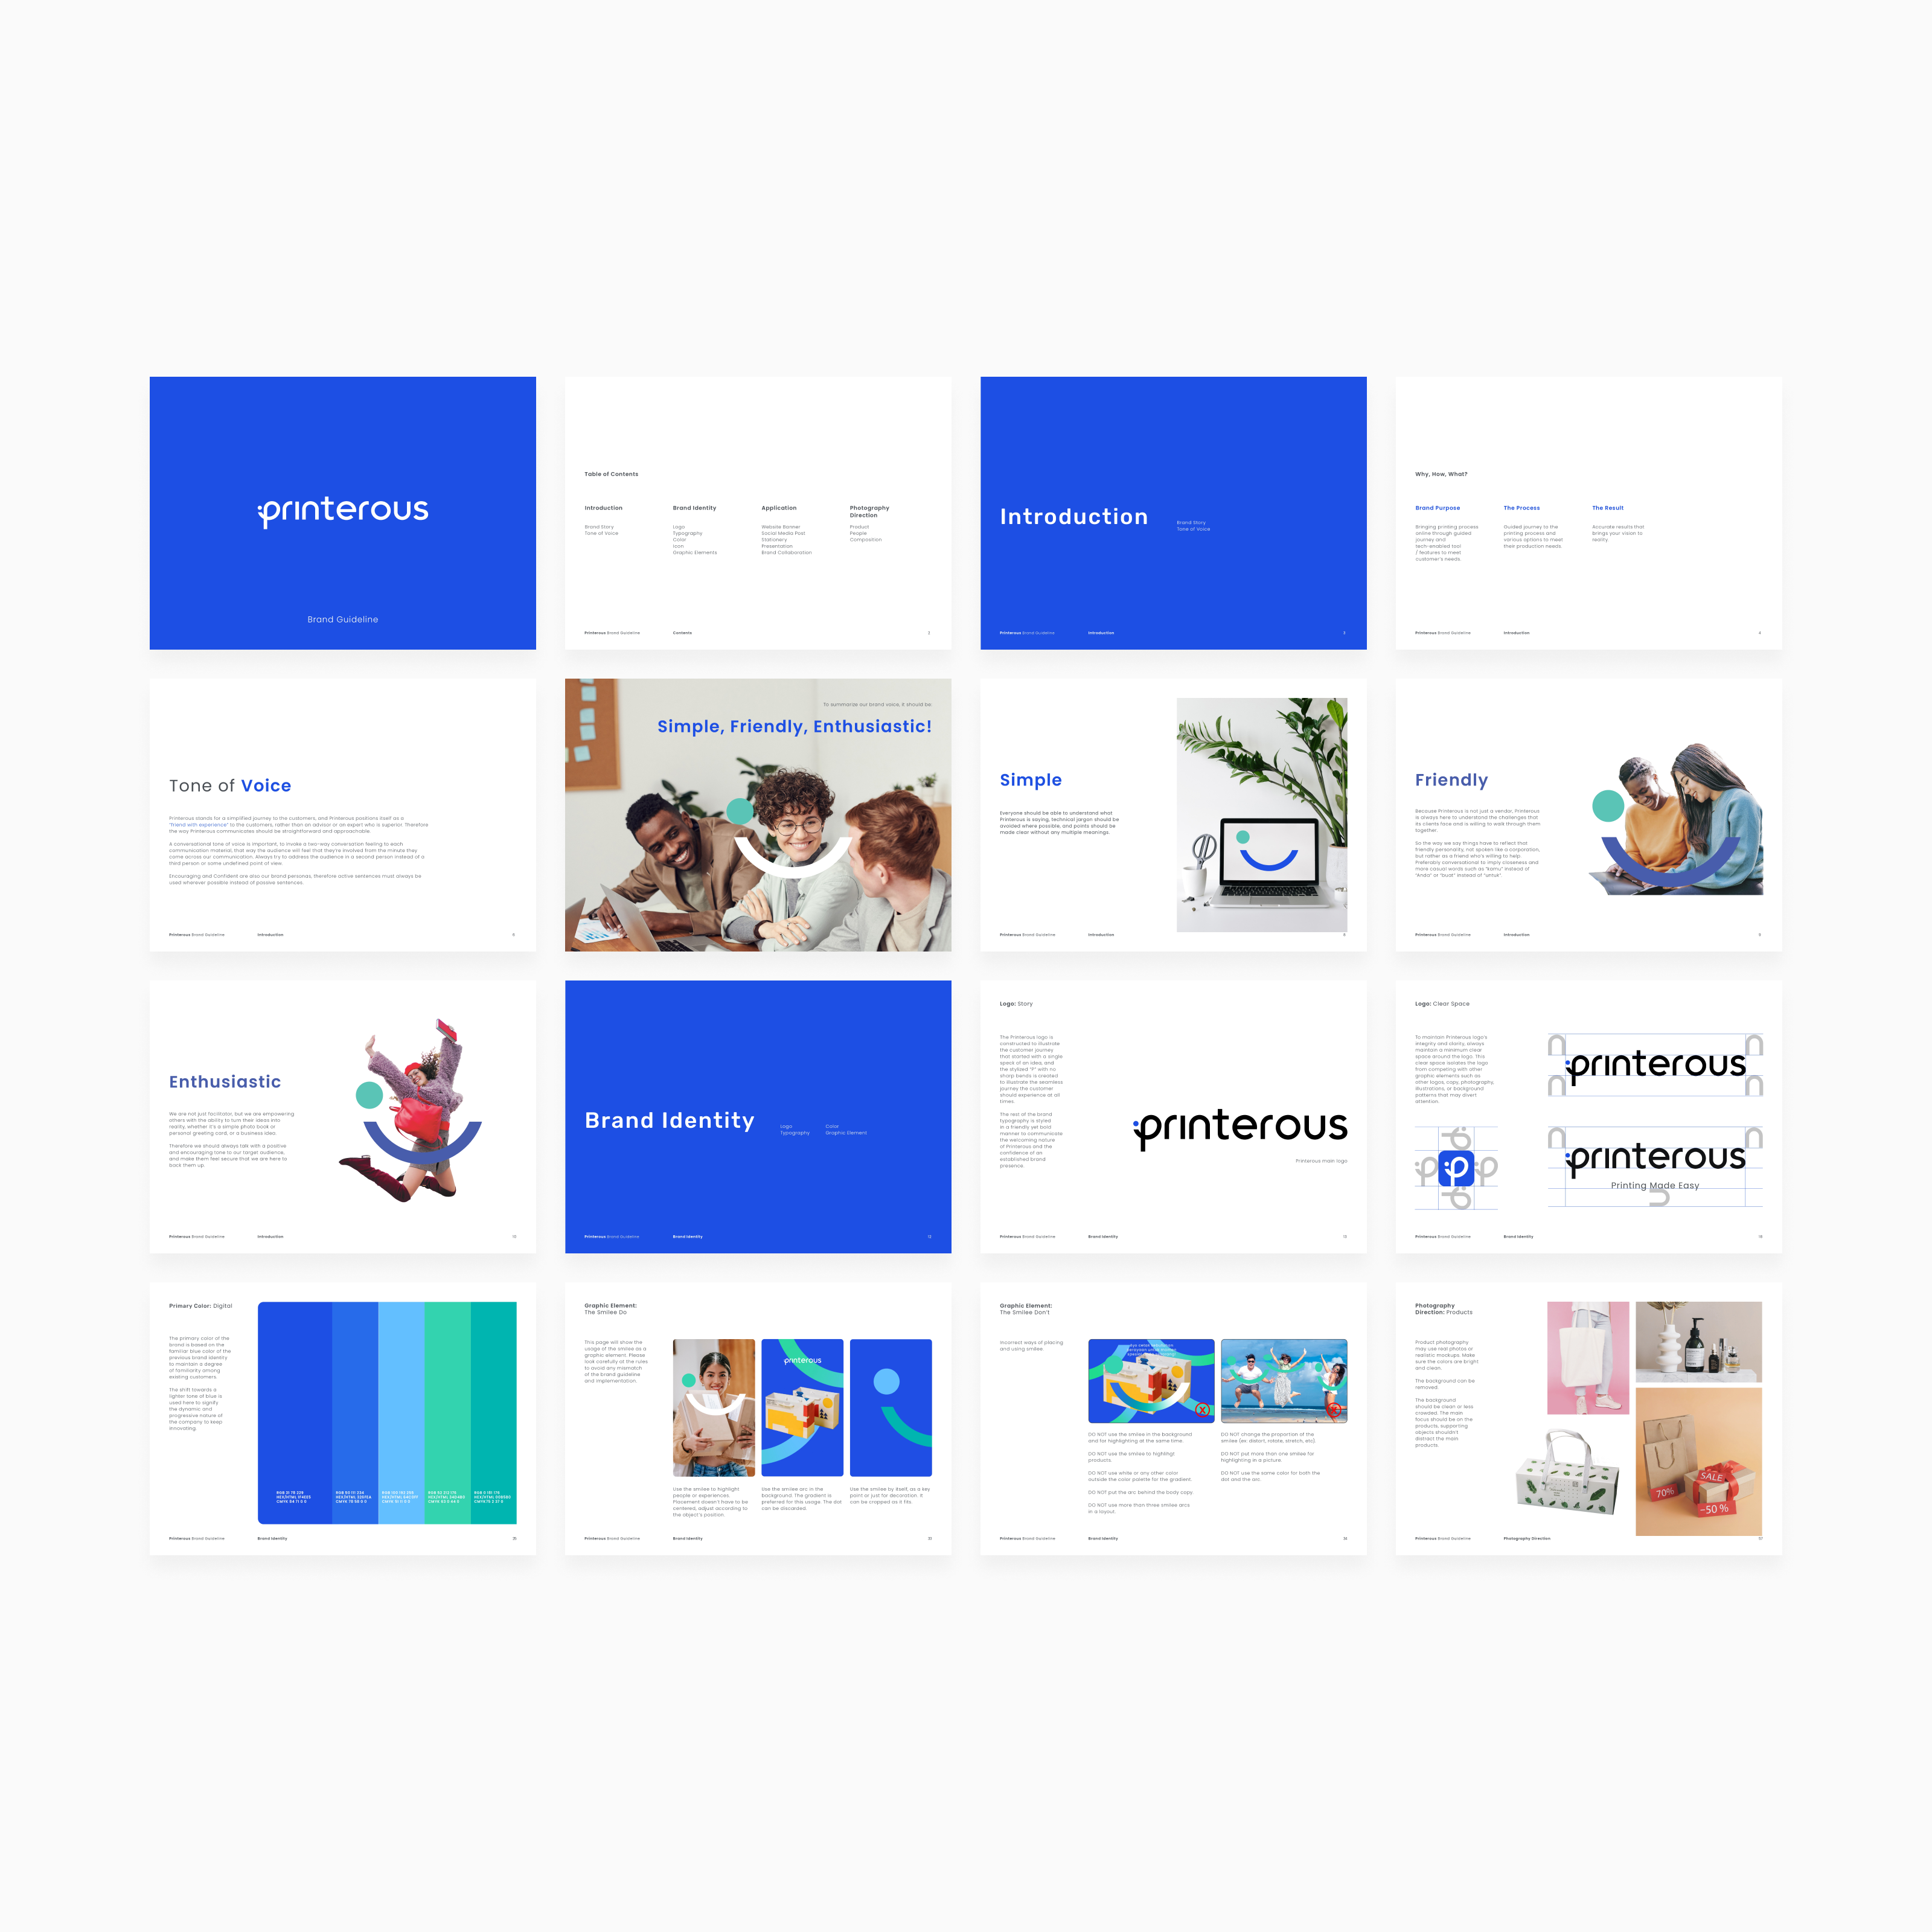 printerous
Brand Guideline
Table of Contents
Introduction
Brand Story
Tone of Voice
Brand Identity
Logo
Typography
Color
Icon
Graphic Elements
Application
Website Banner
Social Media Post
Stationery
Presentation
Brand Collaboration
Photography
Direction
Product
People
Composition
Printerous Brand Guideline
Contents
2
Introduction
Brand Story
Tone of Voice
Printerous Brand Guideline
Introduction
3
Why, How, What?
Brand Purpose
Bringing printing process
online through guided
journey and
tech-enabled tool
/ features to meet
customer's needs.
The Process
Guided journey to the
printing process and
various options to meet
their production needs.
The Result
Accurate results that
brings your vision to
reality
Printerous Brand Guideline
Introduction
4
Tone of Voice
Printerous stands for a simplified journey to the customers, and Printerous positions itself as a
"friend with experience" to the customers, rather than an advisor or an expert who is superior. Therefore
the way Printerous communicates should be straightforward and approachable.
A conversational tone of voice is important, to invoke a two-way conversation feeling to each
communication material, that way the audience will feel that they're involved from the minute they
come across our communication. Always try to address the audience in a second person instead of a
third person or some undefined point of view.
Encouraging and Confident are also our brand personas, therefore active sentences must always be
used wherever possible instead of passive sentences.
Printerous Brand Guideline
Introduction
To summarize our brand voice, it should be:
Simple, Friendly, Enthusiastic!
Simple
Everyone should be able to understand what
Printerous is saying, technical jargon should be
avoided where possible, and points should be
made clear without any multiple meanings.
Printerous Brand Guideline
Introduction
8
Friendly
Because Printerous is not just a vendor, Printerous
is always here to understand the challenges that
its clients face and is willing to walk through them
together.
So the way we say things have to reflect that
friendly personality, not spoken like a corporation,
but rather as a friend who's willing to help.
Preferably conversational to imply closeness and
more casual words such as "kamu" instead of
"Anda" or "buat" instead of "untuk"
Printerous Brand Guideline
Introduction
9
Enthusiastic
We are not just facilitator, but we are empowering
others with the ability to turn their ideas into
reality, whether it's a simple photo book or
personal greeting card, or a business idea.
Therefore we should always talk with a positive
and encouraging tone to our target audience,
and make them feel secure that we are here to
back them up.
Printerous Brand Guideline
Introduction
10
Brand Identity
Logo
Typography
Color
Graphic Element
Printerous Brand Guideline
Brand Identity
11
Logo: Story
The Printerous logo is
constructed to illustrate
the customer journey
that started with a single
speck of an idea, and
the stylized "P" with no
sharp bends is created
to illustrate the seamless
journey the customer
should experience at all
times.
The rest of the brand
typography is styled
in a friendly yet bold
manner to communicate
the welcoming nature
of Printerous and the
confidence of an
established brand
presence.
printerous
Printerous main logo
Printerous Brand Guideline
Brand Identity
12
Logo: Clear Space
To maintain Printerous logo's
integrity and clarity, always
maintain a minimum clear
space around the logo. This
clear space isolates the logo
from competing with other
graphic elements such as
other logos, copy, photography,
illustrations, or background
patterns that may divert
attention.
printerous
printerous
Printing Made Easy
Printerous Brand Guideline
Brand Identity
Primary Color: Digital
The primary color of the
brand is based on the
familiar blue color of the
previous brand identity
to maintain a degree
of familiarity among
existing customers.
The shift towards a
lighter tone of blue is
used here to signify
the dynamic and
progressive nature of
the company to keep
innovating.
Printerous Brand Guideline
Brand Identity
Graphic Element:
The Smilee Do
This page will show the
usage of the smilee as a
graphic element. Please
look carefully at the rules
to avoid any mismatch
of the brand guideline
and implementation.
printerous
Use the smilee to highlight
people or experiences.
Placement doesn't have to be
centered, adjust according to
the object's position.
Use the smilee arc in the
background. The gradient is
preferred for this usage. The dot
can be discarded.
Use the smilee by itself, as a key
point or just for decoration. It
can be cropped as it fits.
Printerous Brand Guideline
Brand Identity
Graphic Element:
The Smilee Don't
Incorrect ways of placing
and using smilee.
DO NOT use the smilee in the background
and for highlighting at the same time.
DO NOT use the smilee to highlight
products.
DO NOT use white or any other color
outside the color palette for the gradient.
DO NOT put the arc behind the body copy.
DO NOT use more than three smilee arcs
in a layout.
DO NOT change the proportion of the
smilee (ex: distort, rotate, stretch, etc).
DO NOT put more than one smilee for
highlighting in a picture.
DO NOT use the same color for both the
dot and the arc.
Printerous Brand Guideline
Brand Identity
Photography
Direction: Products
Product photography
may use real photos or
realistic mockups. Make
sure the colors are bright
and clean.
The background can be
removed.
The background
should be clean or less
crowded. The main
focus should be on the
products, supporting
objects shouldn't
distract the main
products.
SALE
70%
-50 %
Printerous Brand Guideline
Photography Direction